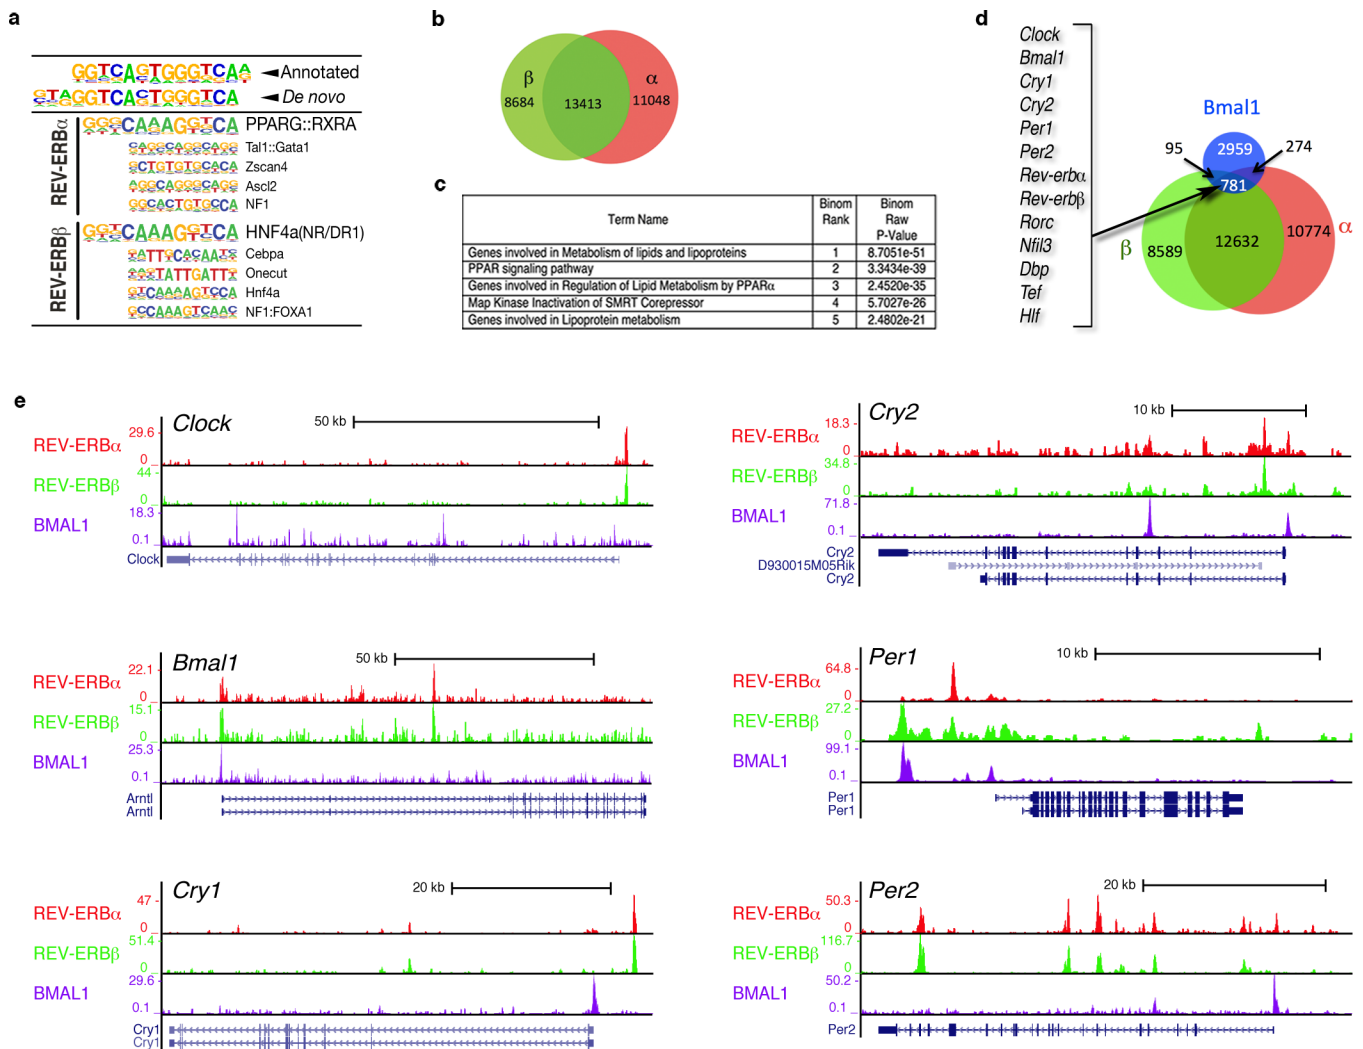 a
GGTCAGTGGGTCAA Annotated
GTAGGTCACTGGGTCA De novo
REV-ERBα
GGGCAAAGGTCA PPARG::RXRA
CAGGCAGGCAGG Tal1::Gata1
GCTGTGTGCACA Zscan4
AGGCAGGGCAGG Ascl2
GGCACTGTGCCA NF1
REV-ERBβ
GGTCAAAGGTCA HNF4a(NR/DR1)
Cebpa
Onecut
Hnf4a
GCCAAAGTCAAC NF1:FOXA1
b
β
α
8684
13413
11048
c
Term Name Binom Rank Binom Raw P-Value
Genes involved in Metabolism of lipids and lipoproteins 1 8.7051e-51
PPAR signaling pathway 2 3.3434e-39
Genes involved in Regulation of Lipid Metabolism by PPARα 3 2.4520e-35
Map Kinase Inactivation of SMRT Corepressor 4 5.7027e-26
Genes involved in Lipoprotein metabolism 5 2.4802e-21
d
Clock
Bmal1
Cry1
Cry2
Per1
Per2
Rev-erbα
Rev-erbβ
Rorc
Nfil3
Dbp
Tef
Hlf
Bmal1
95
2959
274
781
β
8589
12632
10774
α
e
Clock
50 kb
REV-ERBα
29.6
0
REV-ERBβ
44
0
BMAL1
18.3
0.1
Clock
Cry2
10 kb
REV-ERBα
18.3
0
REV-ERBβ
34.8
0
BMAL1
71.8
0.1
Cry2
D930015M05Rik
Cry2
Bmal1
50 kb
REV-ERBα
22.1
0
REV-ERBβ
15.1
0
BMAL1
25.3
0.1
Arntl
Arntl
Per1
10 kb
REV-ERBα
64.8
0
REV-ERBβ
27.2
0
BMAL1
99.1
0.1
Per1
Per1
Cry1
20 kb
REV-ERBα
47
0
REV-ERBβ
51.4
0
BMAL1
29.6
0.1
Cry1
Cry1
Per2
20 kb
REV-ERBα
50.3
0
REV-ERBβ
116.7
0
BMAL1
50.2
0.1
Per2